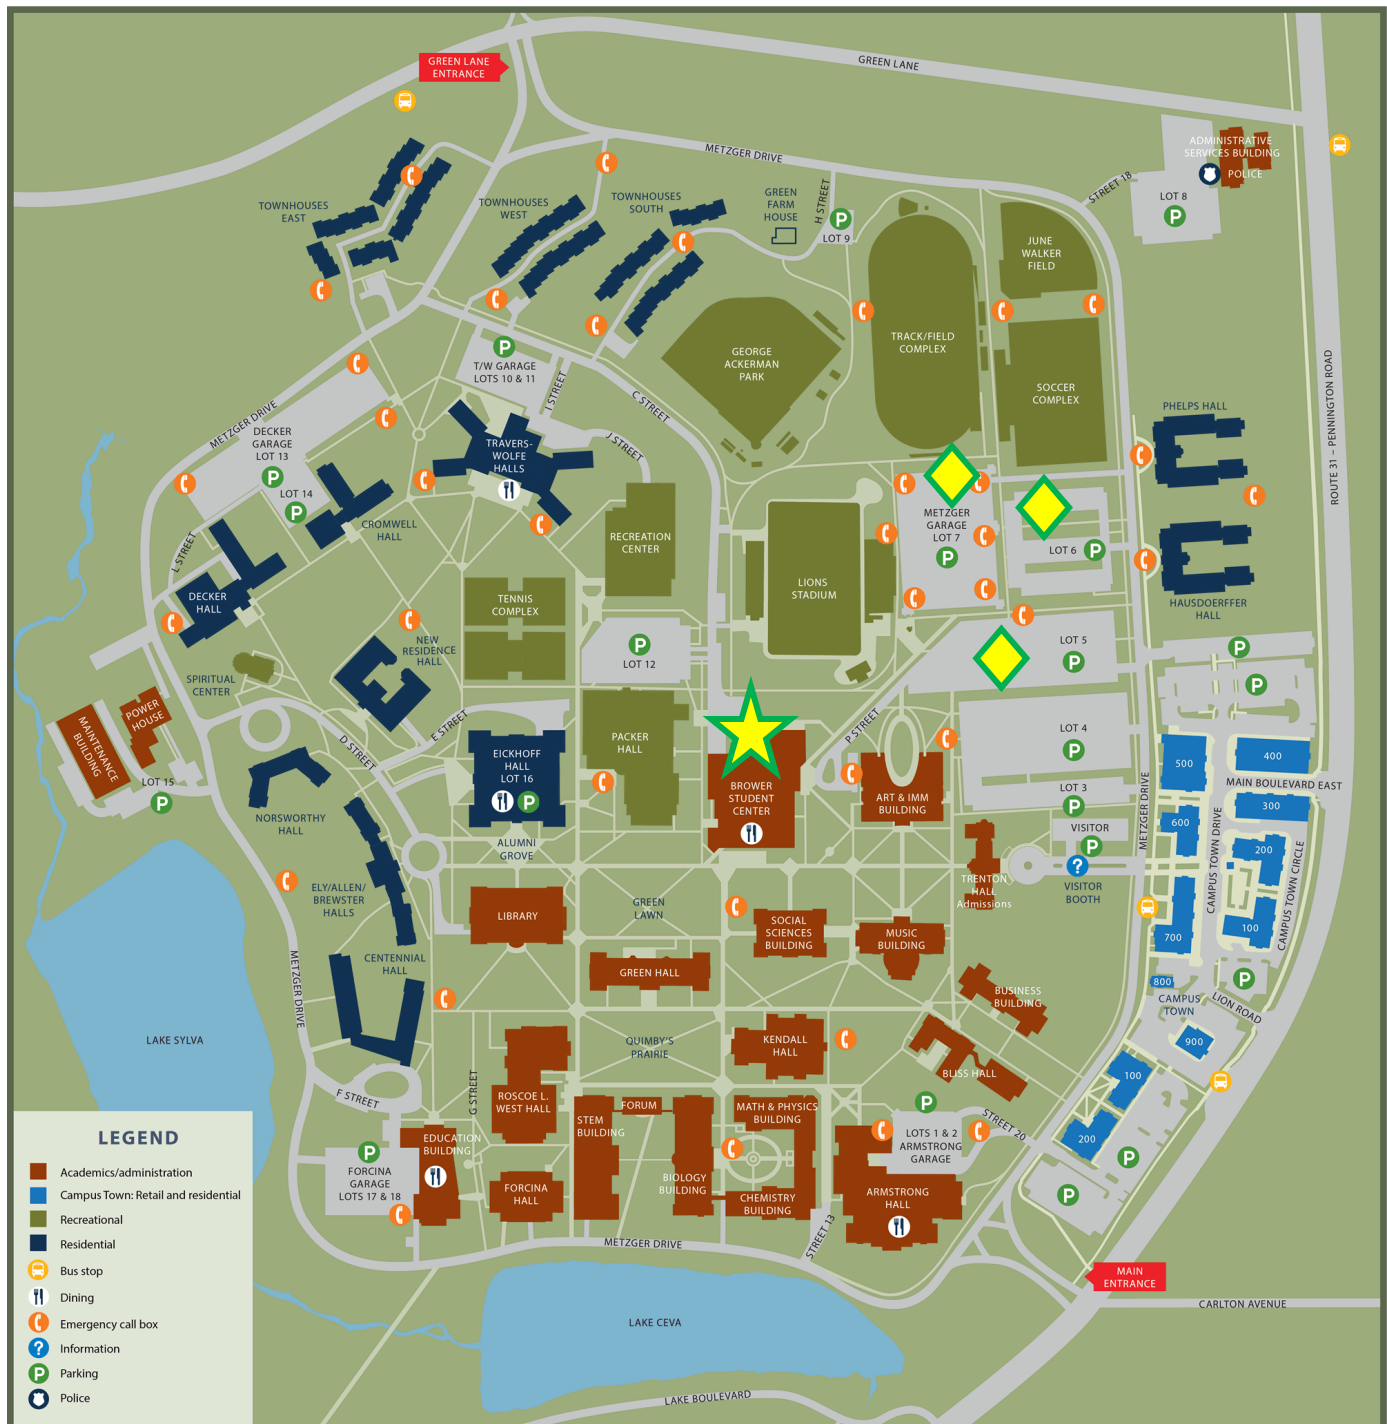 GREEN LANE
ENTRANCE
GREEN LANE
METZGER DRIVE
ADMINISTRATIVE
SERVICES BUILDING
POLICE
STREET 18
LOT 8
P
TOWNHOUSES
EAST
TOWNHOUSES
WEST
TOWNHOUSES
SOUTH
GREEN
FARM
HOUSE
H STREET
P
LOT 9
JUNE
WALKER
FIELD
TRACK/FIELD
COMPLEX
GEORGE
ACKERMAN
PARK
SOCCER
COMPLEX
P
T/W GARAGE
LOTS 10 & 11
I STREET
C STREET
J STREET
METZGER DRIVE
DECKER
GARAGE
LOT 13
P
LOT 14
P
TRAVERS-
WOLFE
HALLS
CROMWELL
HALL
L STREET
DECKER
HALL
PHELPS HALL
ROUTE 31 – PENNINGTON ROAD
RECREATION
CENTER
LIONS
STADIUM
METZGER
GARAGE
LOT 7
P
LOT 6
P
HAUSDOERFFER
HALL
TENNIS
COMPLEX
NEW
RESIDENCE
HALL
P
LOT 12
LOT 5
P
P
P
SPIRITUAL
CENTER
POWER
HOUSE
MAINTENANCE
BUILDING
LOT 15
P
D STREET
E STREET
EICKHOFF
HALL
LOT 16
P
PACKER
HALL
P STREET
BROWER
STUDENT
CENTER
ART & IMM
BUILDING
LOT 4
P
LOT 3
P
VISITOR
P
METZGER DRIVE
500
400
MAIN BOULEVARD EAST
300
600
200
CAMPUS TOWN DRIVE
CAMPUS TOWN CIRCLE
100
700
NORSWORTHY
HALL
ALUMNI
GROVE
ELY/ALLEN/
BREWSTER
HALLS
LIBRARY
GREEN
LAWN
SOCIAL
SCIENCES
BUILDING
MUSIC
BUILDING
TRENTON
HALL
Admissions
?
VISITOR
BOOTH
CENTENNIAL
HALL
GREEN HALL
BUSINESS
BUILDING
800
P
CAMPUS
TOWN
LION ROAD
900
METZGER DRIVE
LAKE SYLVA
QUIMBY'S
PRAIRIE
KENDALL
HALL
BLISS HALL
100
200
P
P
F STREET
G STREET
ROSCOE L.
WEST HALL
STEM
BUILDING
FORUM
MATH & PHYSICS
BUILDING
P
LOTS 1 & 2
ARMSTRONG
GARAGE
STREET 20
EDUCATION
BUILDING
P
FORCINA
GARAGE
LOTS 17 & 18
FORCINA
HALL
BIOLOGY
BUILDING
CHEMISTRY
BUILDING
ARMSTRONG
HALL
STREET 13
METZGER DRIVE
MAIN
ENTRANCE
CARLTON AVENUE
LAKE CEVA
LAKE BOULEVARD
LEGEND
Academics/administration
Campus Town: Retail and residential
Recreational
Residential
Bus stop
Dining
Emergency call box
? Information
P Parking
Police